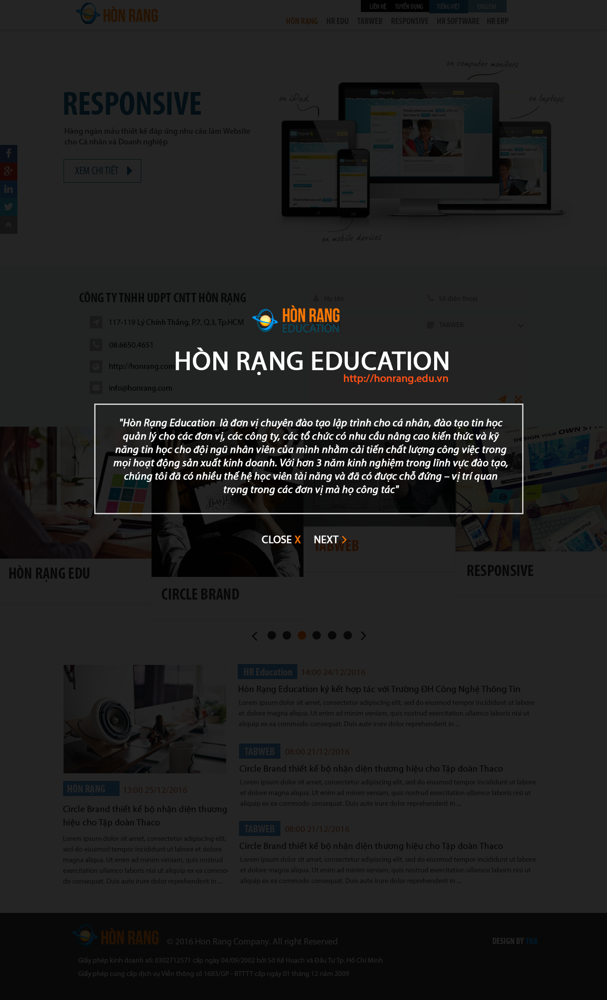 HÒN RANG
LIÊN HỆ
TUYỂN DỤNG
TIẾNG VIỆT
ENGLISH
HÒN RẠNG
HR EDU
TABWEB
RESPONSIVE
HR SOFTWARE
HR ERP
on computer monitors
on iPad
on laptops
on mobile devices
RESPONSIVE
Hàng ngàn mẫu thiết kế đáp ứng nhu cầu làm Website
cho Cá nhân và Doanh nghiệp
XEM CHI TIẾT
Check what you can with us!
See how to real cash!
CÔNG TY TNHH UDPT CNTT HÒN RẠNG
117-119 Lý Chính Thắng, P.7, Q.3, Tp.HCM
08.6650.4651
http://honrang.com
info@honrang.com
Họ tên
Số điện thoại
TABWEB
HÒN RANG
EDUCATION
HÒN RẠNG EDUCATION
http://honrang.edu.vn
"Hòn Rạng Education là đơn vị chuyên đào tạo lập trình cho cá nhân, đào tạo tin học
quản lý cho các đơn vị, các công ty, các tổ chức có nhu cầu nâng cao kiến thức và kỹ
năng tin học cho đội ngũ nhân viên của mình nhằm cải tiến chất lượng công việc trong
mọi hoạt động sản xuất kinh doanh. Với hơn 3 năm kinh nghiệm trong lĩnh vực đào tạo,
chúng tôi đã có nhiều thế hệ học viên tài năng và đã có được chỗ đứng – vị trí quan
trọng trong các đơn vị mà họ công tác"
CLOSE X
NEXT >
DESIGN YOUR OWN STYLE
DESIGN YOUR OWN STYLE!
HÒN RẠNG EDU
CIRCLE BRAND
TABWEB
RESPONSIVE
HR Education
14:00 24/12/2016
Hòn Rạng Education ký kết hợp tác với Trường ĐH Công Nghệ Thông Tin
Lorem ipsum dolor sit amet, consectetur adipiscing elit, sed do eiusmod tempor incididunt ut labore
et dolore magna aliqua. Ut enim ad minim veniam, quis nostrud exercitation ullamco laboris nisi ut
aliquip ex ea commodo consequat. Duis aute irure dolor reprehenderit in ...
TABWEB
08:00 21/12/2016
Circle Brand thiết kế bộ nhận diện thương hiệu cho Tập đoàn Thaco
Lorem ipsum dolor sit amet, consectetur adipiscing elit, sed do eiusmod tempor incididunt ut labore
et dolore magna aliqua. Ut enim ad minim veniam, quis nostrud exercitation ullamco laboris nisi ut
aliquip ex ea commodo consequat. Duis aute irure dolor reprehenderit in ...
TABWEB
08:00 21/12/2016
Circle Brand thiết kế bộ nhận diện thương hiệu cho Tập đoàn Thaco
Lorem ipsum dolor sit amet, consectetur adipiscing elit, sed do eiusmod tempor incididunt ut labore
et dolore magna aliqua. Ut enim ad minim veniam, quis nostrud exercitation ullamco laboris nisi ut
aliquip ex ea commodo consequat. Duis aute irure dolor reprehenderit in ...
HÒN RẠNG
13:00 25/12/2016
Circle Brand thiết kế bộ nhận diện thương
hiệu cho Tập đoàn Thaco
Lorem ipsum dolor sit amet, consectetur adipiscing elit,
sed do eiusmod tempor incididunt ut labore et dolore
magna aliqua. Ut enim ad minim veniam, quis nostrud
exercitation ullamco laboris nisi ut aliquip ex ea commo-
do consequat. Duis aute irure dolor reprehenderit in ...
HÒN RANG
© 2016 Hon Rang Company. All right Reserved
DESIGN BY TAB
Giấy phép kinh doanh số: 0302712571 cấp ngày 04/09/2002 bởi Sở Kế Hoạch và Đầu Tư Tp. Hồ Chí Minh
Giấy phép cung cấp dịch vụ Viễn thông số 1683/GP - BTTTT cấp ngày 01 tháng 12 năm 2009